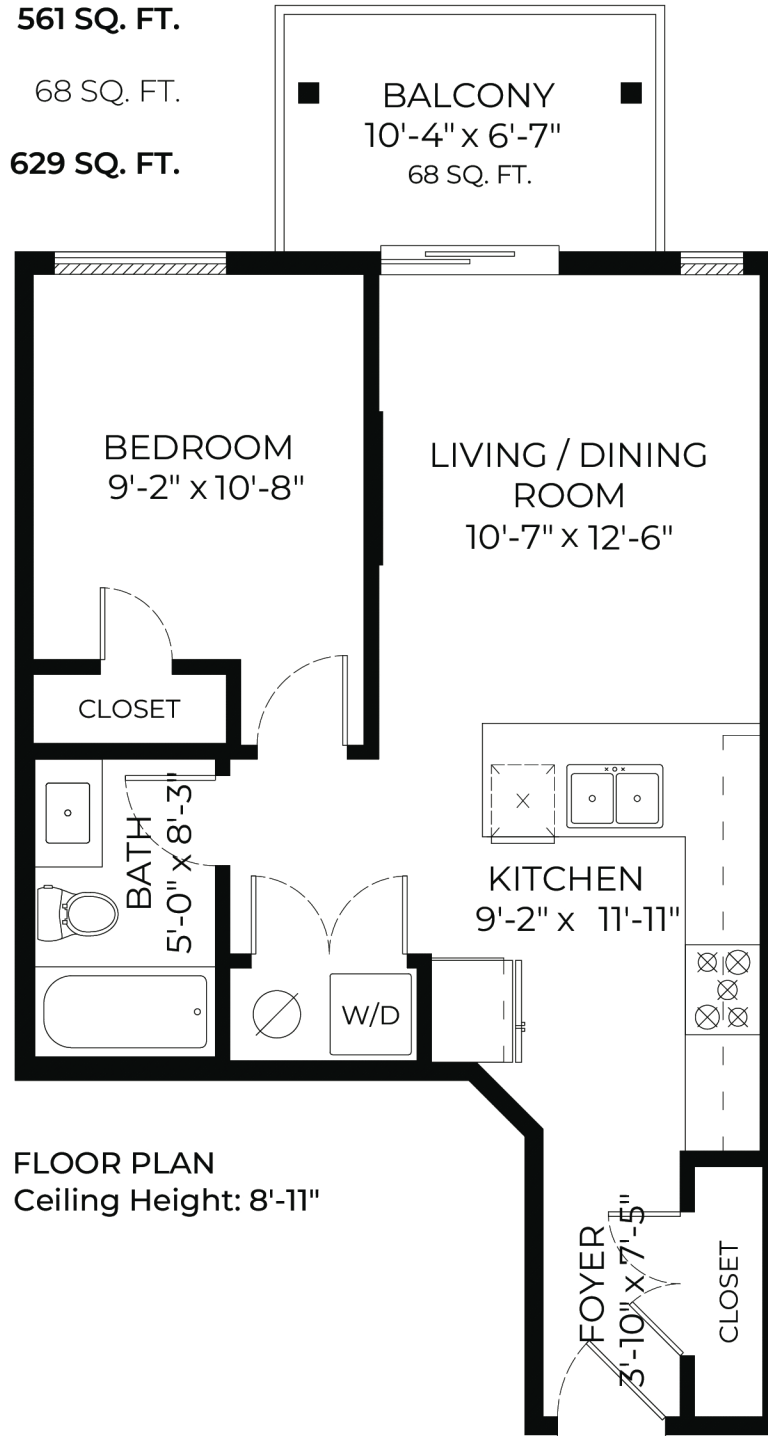 561 SQ. FT.
68 SQ. FT.
629 SQ. FT.
BALCONY
10'-4" x 6'-7"
68 SQ. FT.
BEDROOM
9'-2" x 10'-8"
LIVING / DINING
ROOM
10'-7" x 12'-6"
CLOSET
BATH
5'-0" x 8'-3"
KITCHEN
9'-2" x 11'-11"
W/D
FLOOR PLAN
Ceiling Height: 8'-11"
FOYER
3'-10" x 7'-5"
CLOSET